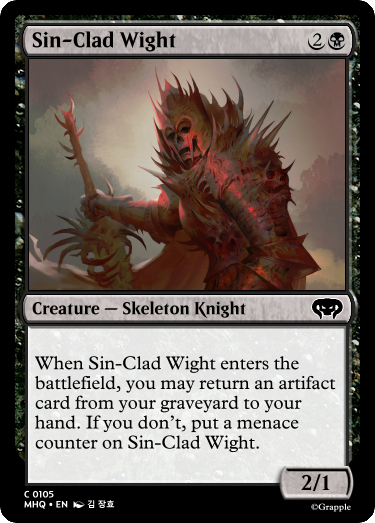 Sin-Clad Wight 2
Creature — Skeleton Knight
When Sin-Clad Wight enters the
battlefield, you may return an artifact
card from your graveyard to your
hand. If you don't, put a menace
counter on Sin-Clad Wight.
2/1
C 0105
MHQ • EN 김 장효
©Grapple